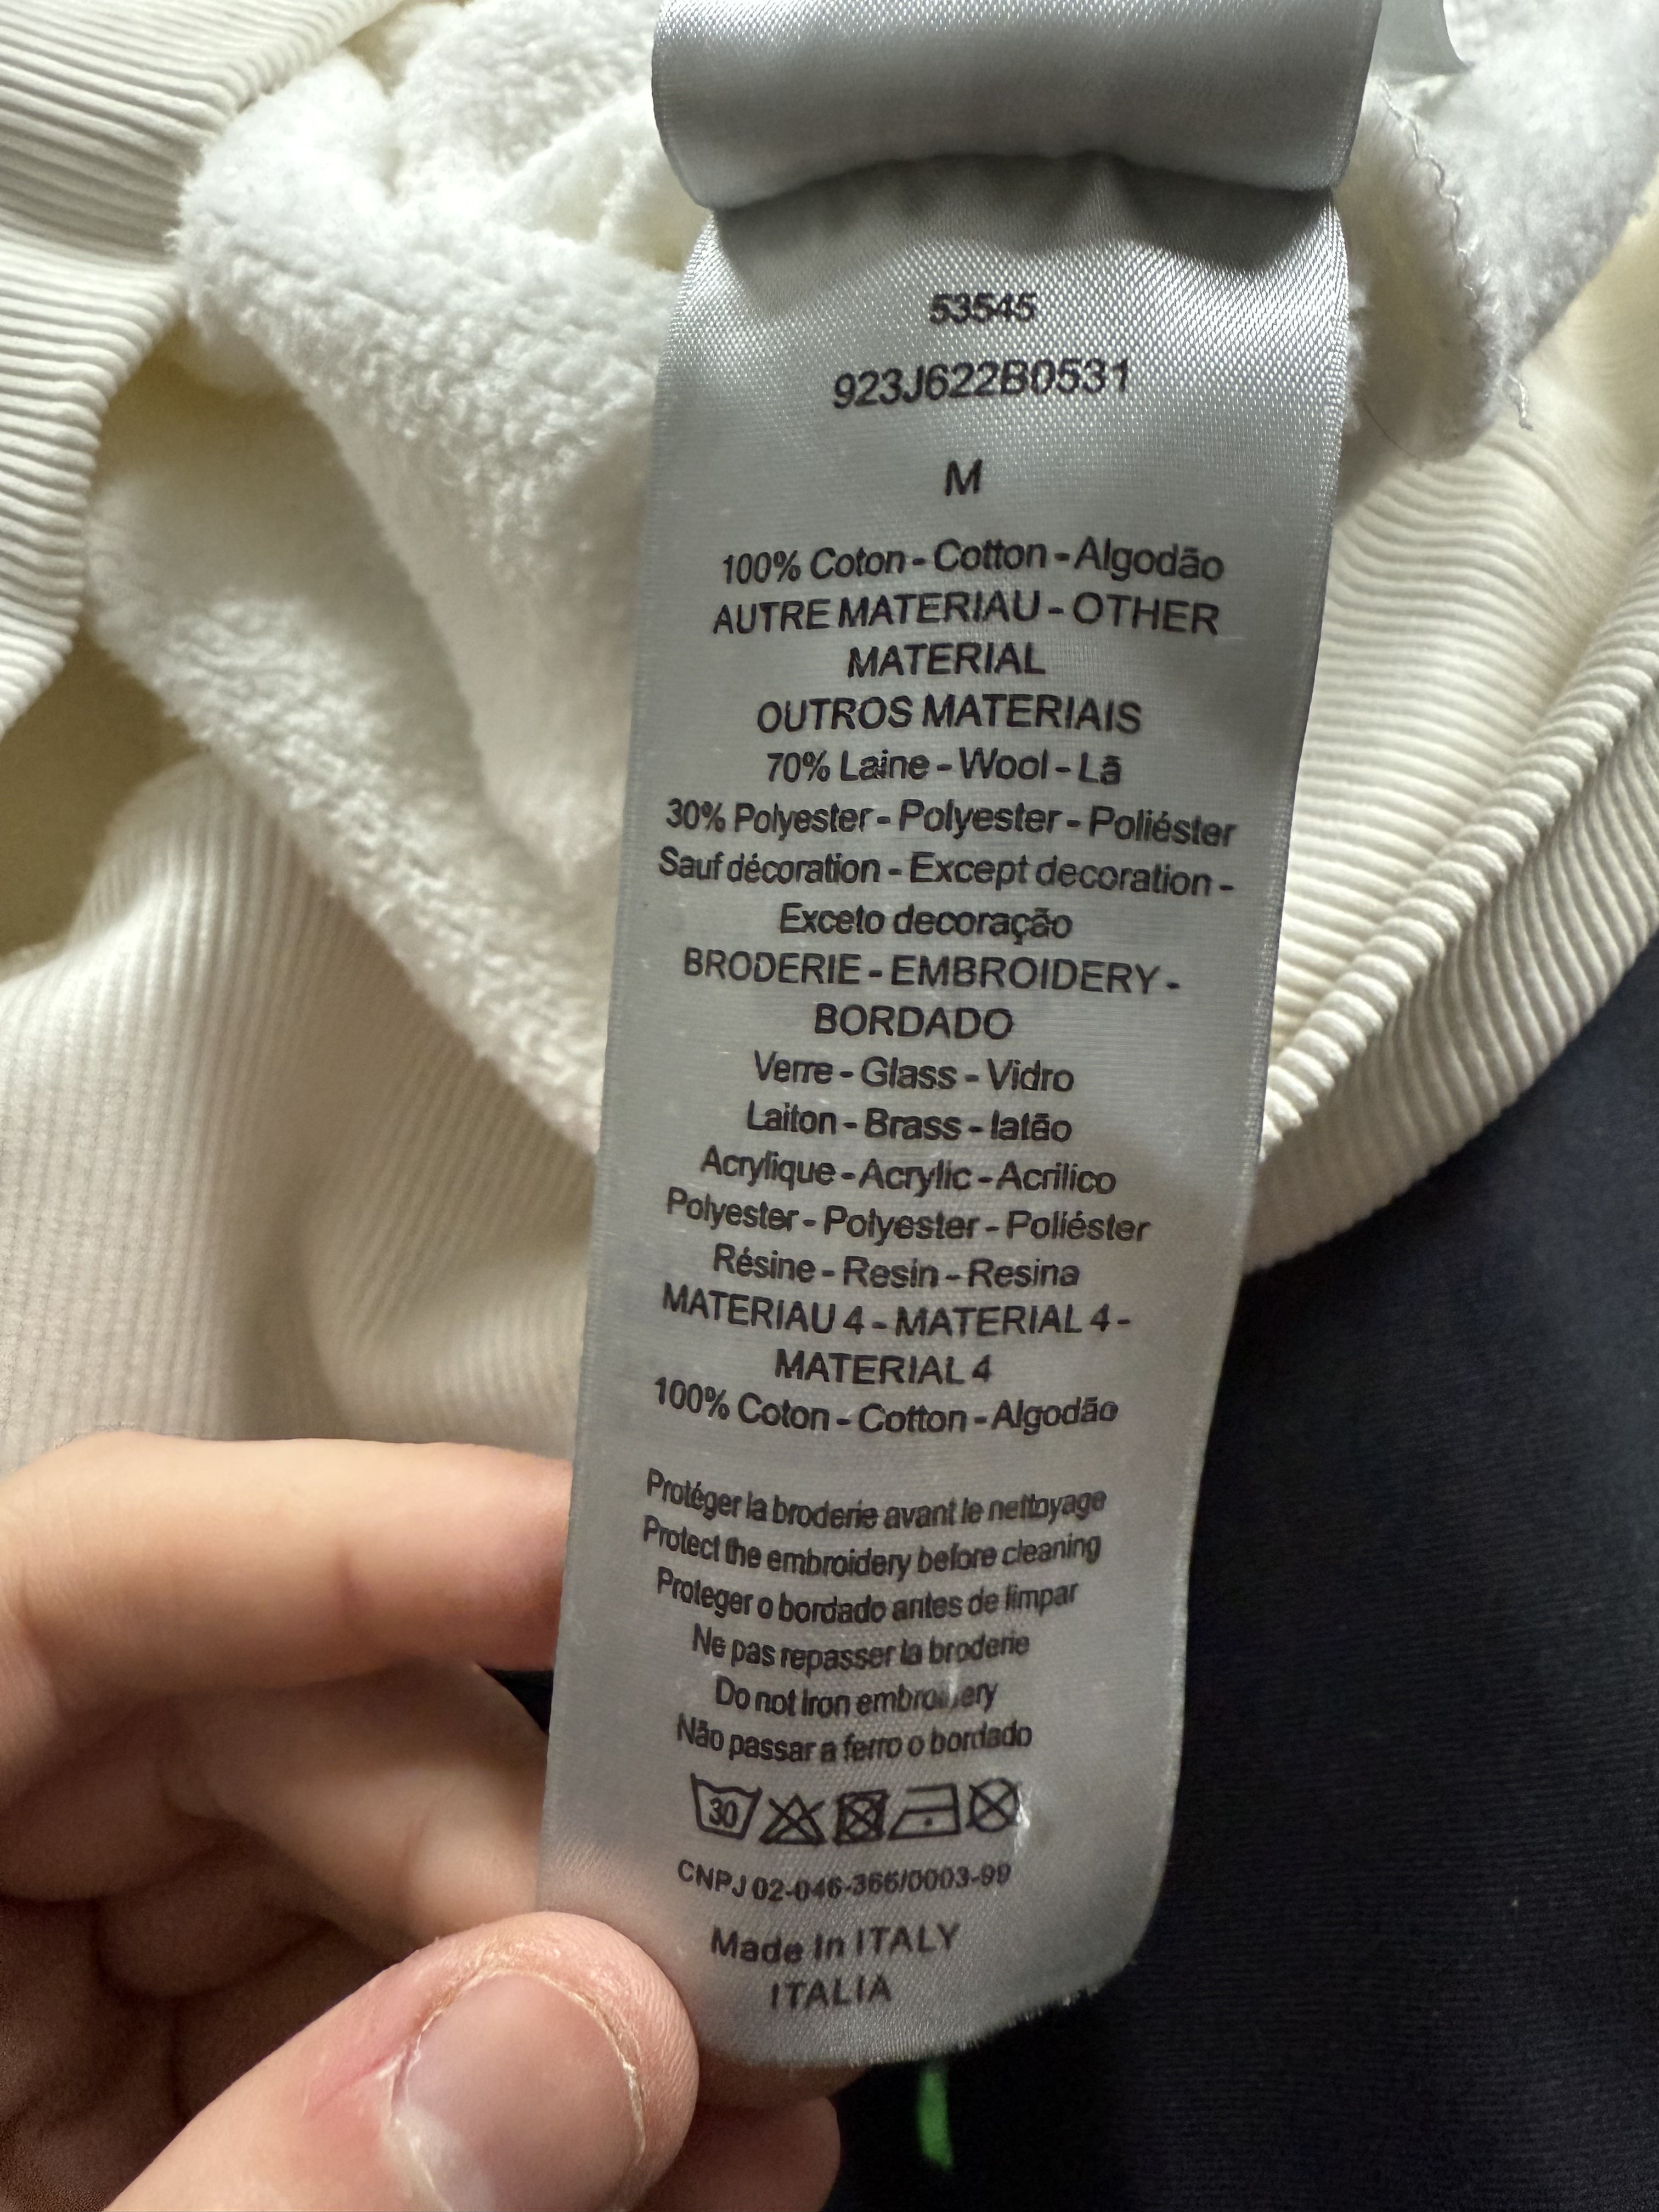 53545
923J622B0531
M
100% Coton - Cotton - Algodão
AUTRE MATERIAU - OTHER
MATERIAL
OUTROS MATERIAIS
70% Laine - Wool - Lã
30% Polyester - Polyester - Poliéster
Sauf décoration - Except decoration -
Exceto decoração
BRODERIE - EMBROIDERY -
BORDADO
Verre - Glass - Vidro
Laiton - Brass - latão
Acrylique - Acrylic - Acrilico
Polyester - Polyester - Poliéster
Résine - Resin - Resina
MATERIAU 4 - MATERIAL 4 -
MATERIAL 4
100% Coton - Cotton - Algodão
Protéger la broderie avant le nettoyage
Protect the embroidery before cleaning
Proteger o bordado antes de limpar
Ne pas repasser la broderie
Do not iron embroidery
Não passar a ferro o bordado
30
CNPJ 02-046-366/0003-99
Made In ITALY
ITALIA